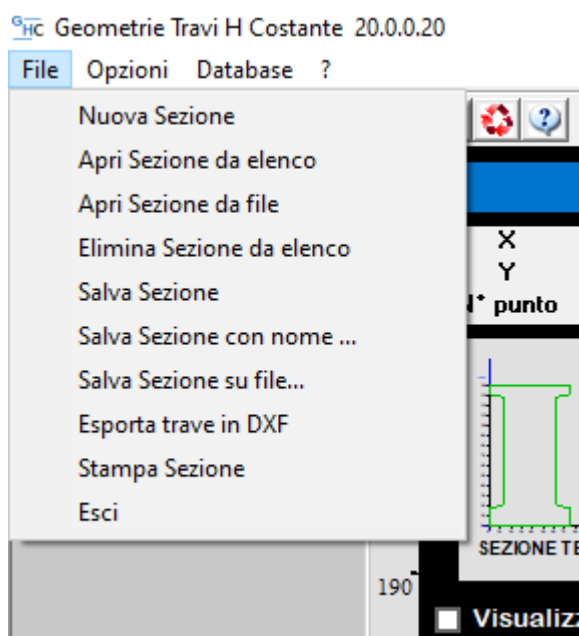 GHC Geometrie Travi H Costante 20.0.0.20
File Opzioni Database ?
Nuova Sezione
Apri Sezione da elenco
Apri Sezione da file
Elimina Sezione da elenco
Salva Sezione
Salva Sezione con nome ...
Salva Sezione su file...
Esporta trave in DXF
Stampa Sezione
Esci
X
Y
N° punto
SEZIONE TE
190
Visualizz